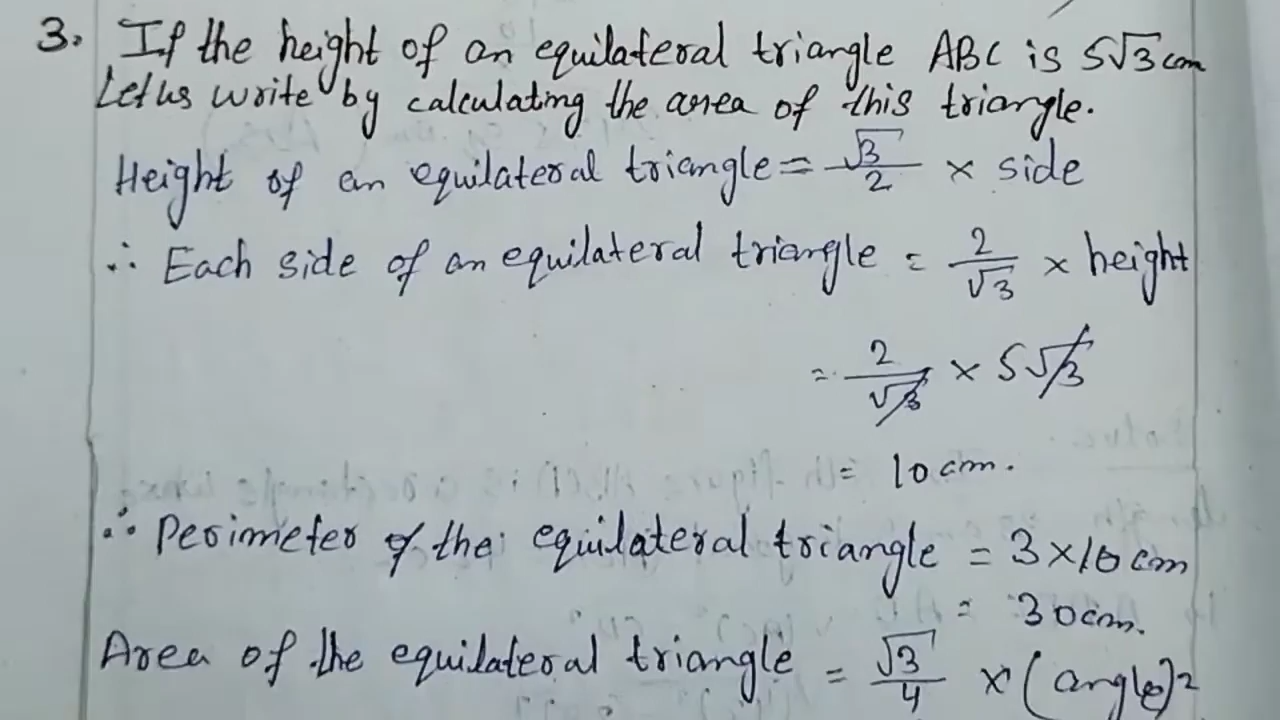 3. If the height of an equilateral triangle ABC is 5√3 cm
Let us write by calculating the area of this triangle.
Height of an equilateral triangle = √3/2 × side
∴ Each side of an equilateral triangle = 2/√3 × height
= 2/√3 × 5√3
= 10 cm.
∴ Perimeter of the equilateral triangle = 3×10 cm
= 30 cm.
Area of the equilateral triangle = √3/4 × (angle)²